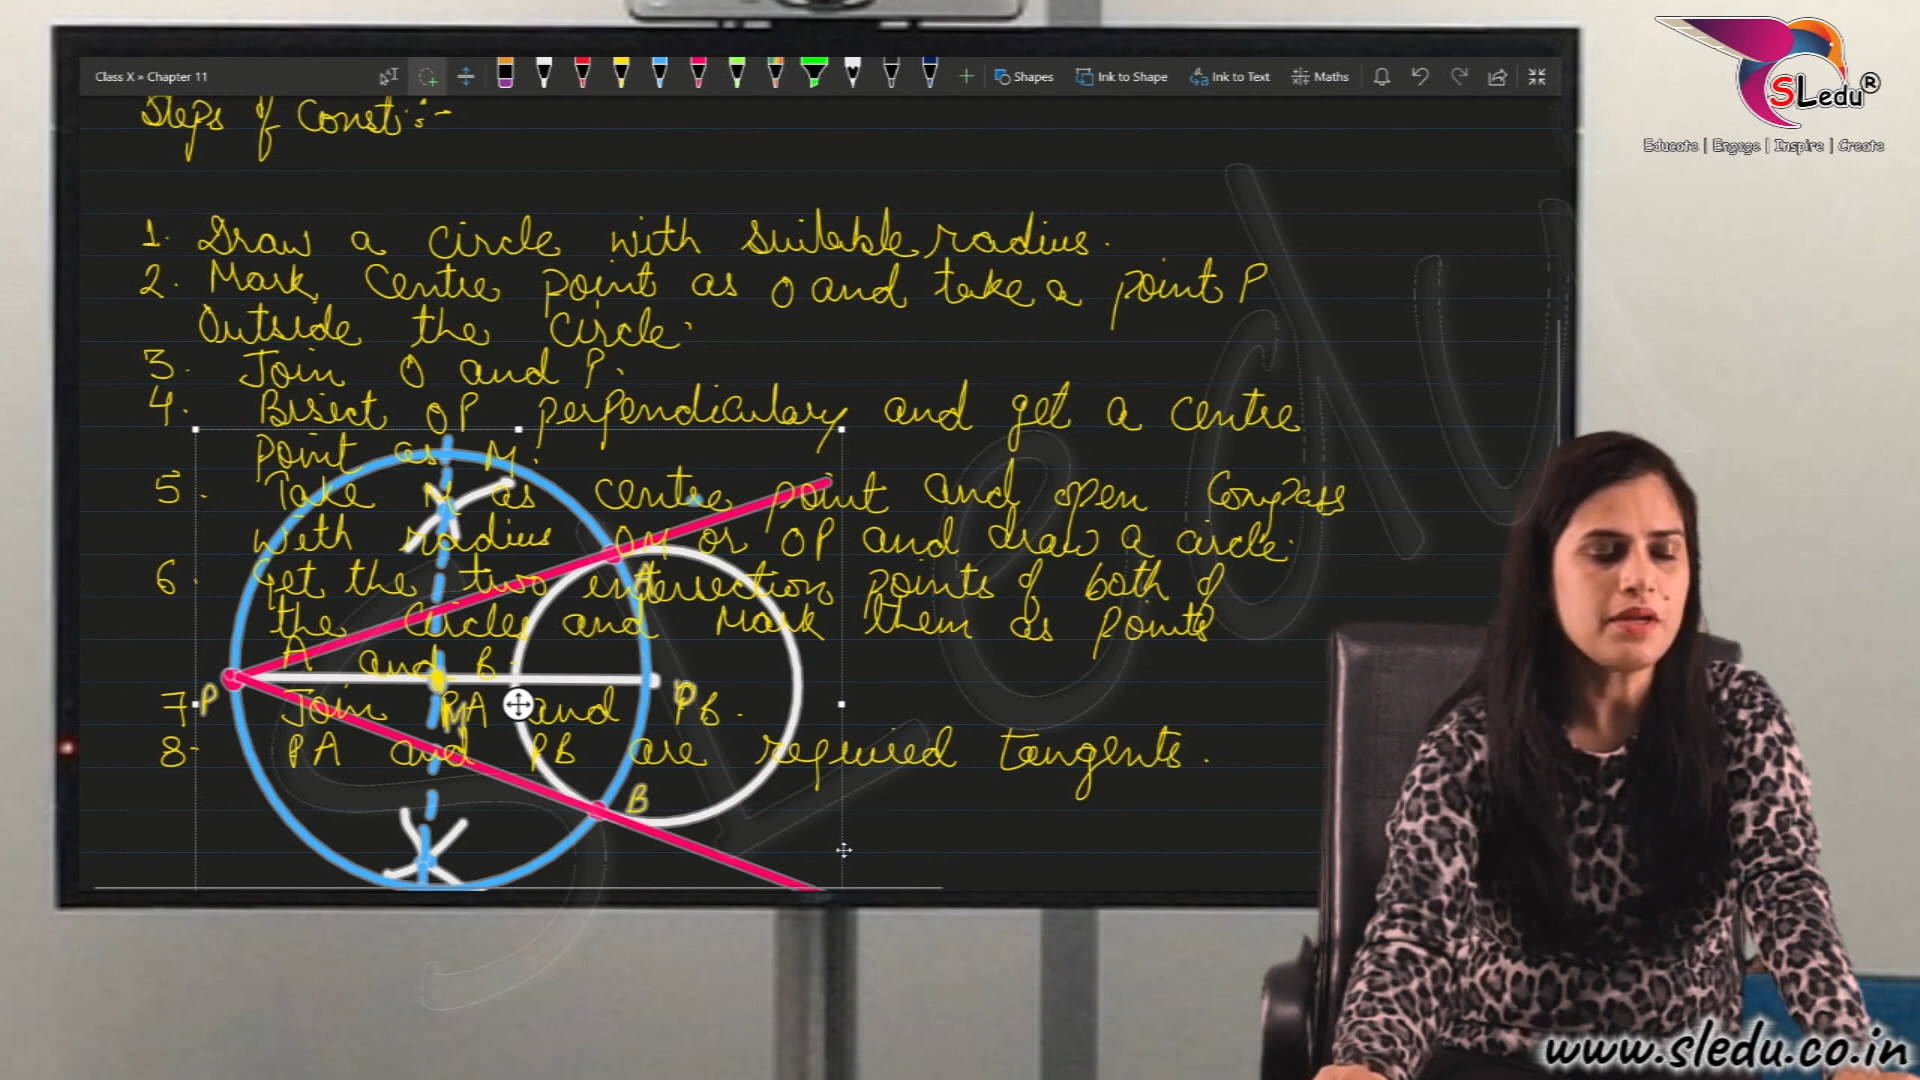 SLedu®
Educate | Engage | Inspire | Create
Class X » Chapter 11
Shapes
Ink to Shape
Ink to Text
Maths
Steps of Const:-
1. Draw a circle with suitable radius.
2. Mark centre point as O and take a point P
outside the circle.
3. Join O and P.
4. Bisect OP perpendiculary and get a centre
point as M.
5. Take M as centre point and open compass
with radius OM or OP and draw a circle.
6. Get the two intersection points of both of
the circles and Mark them as points
A and B.
7. Join PA and PB.
8. PA and PB are required tangents.
P
M
A
B
SLedu
www.sledu.co.in